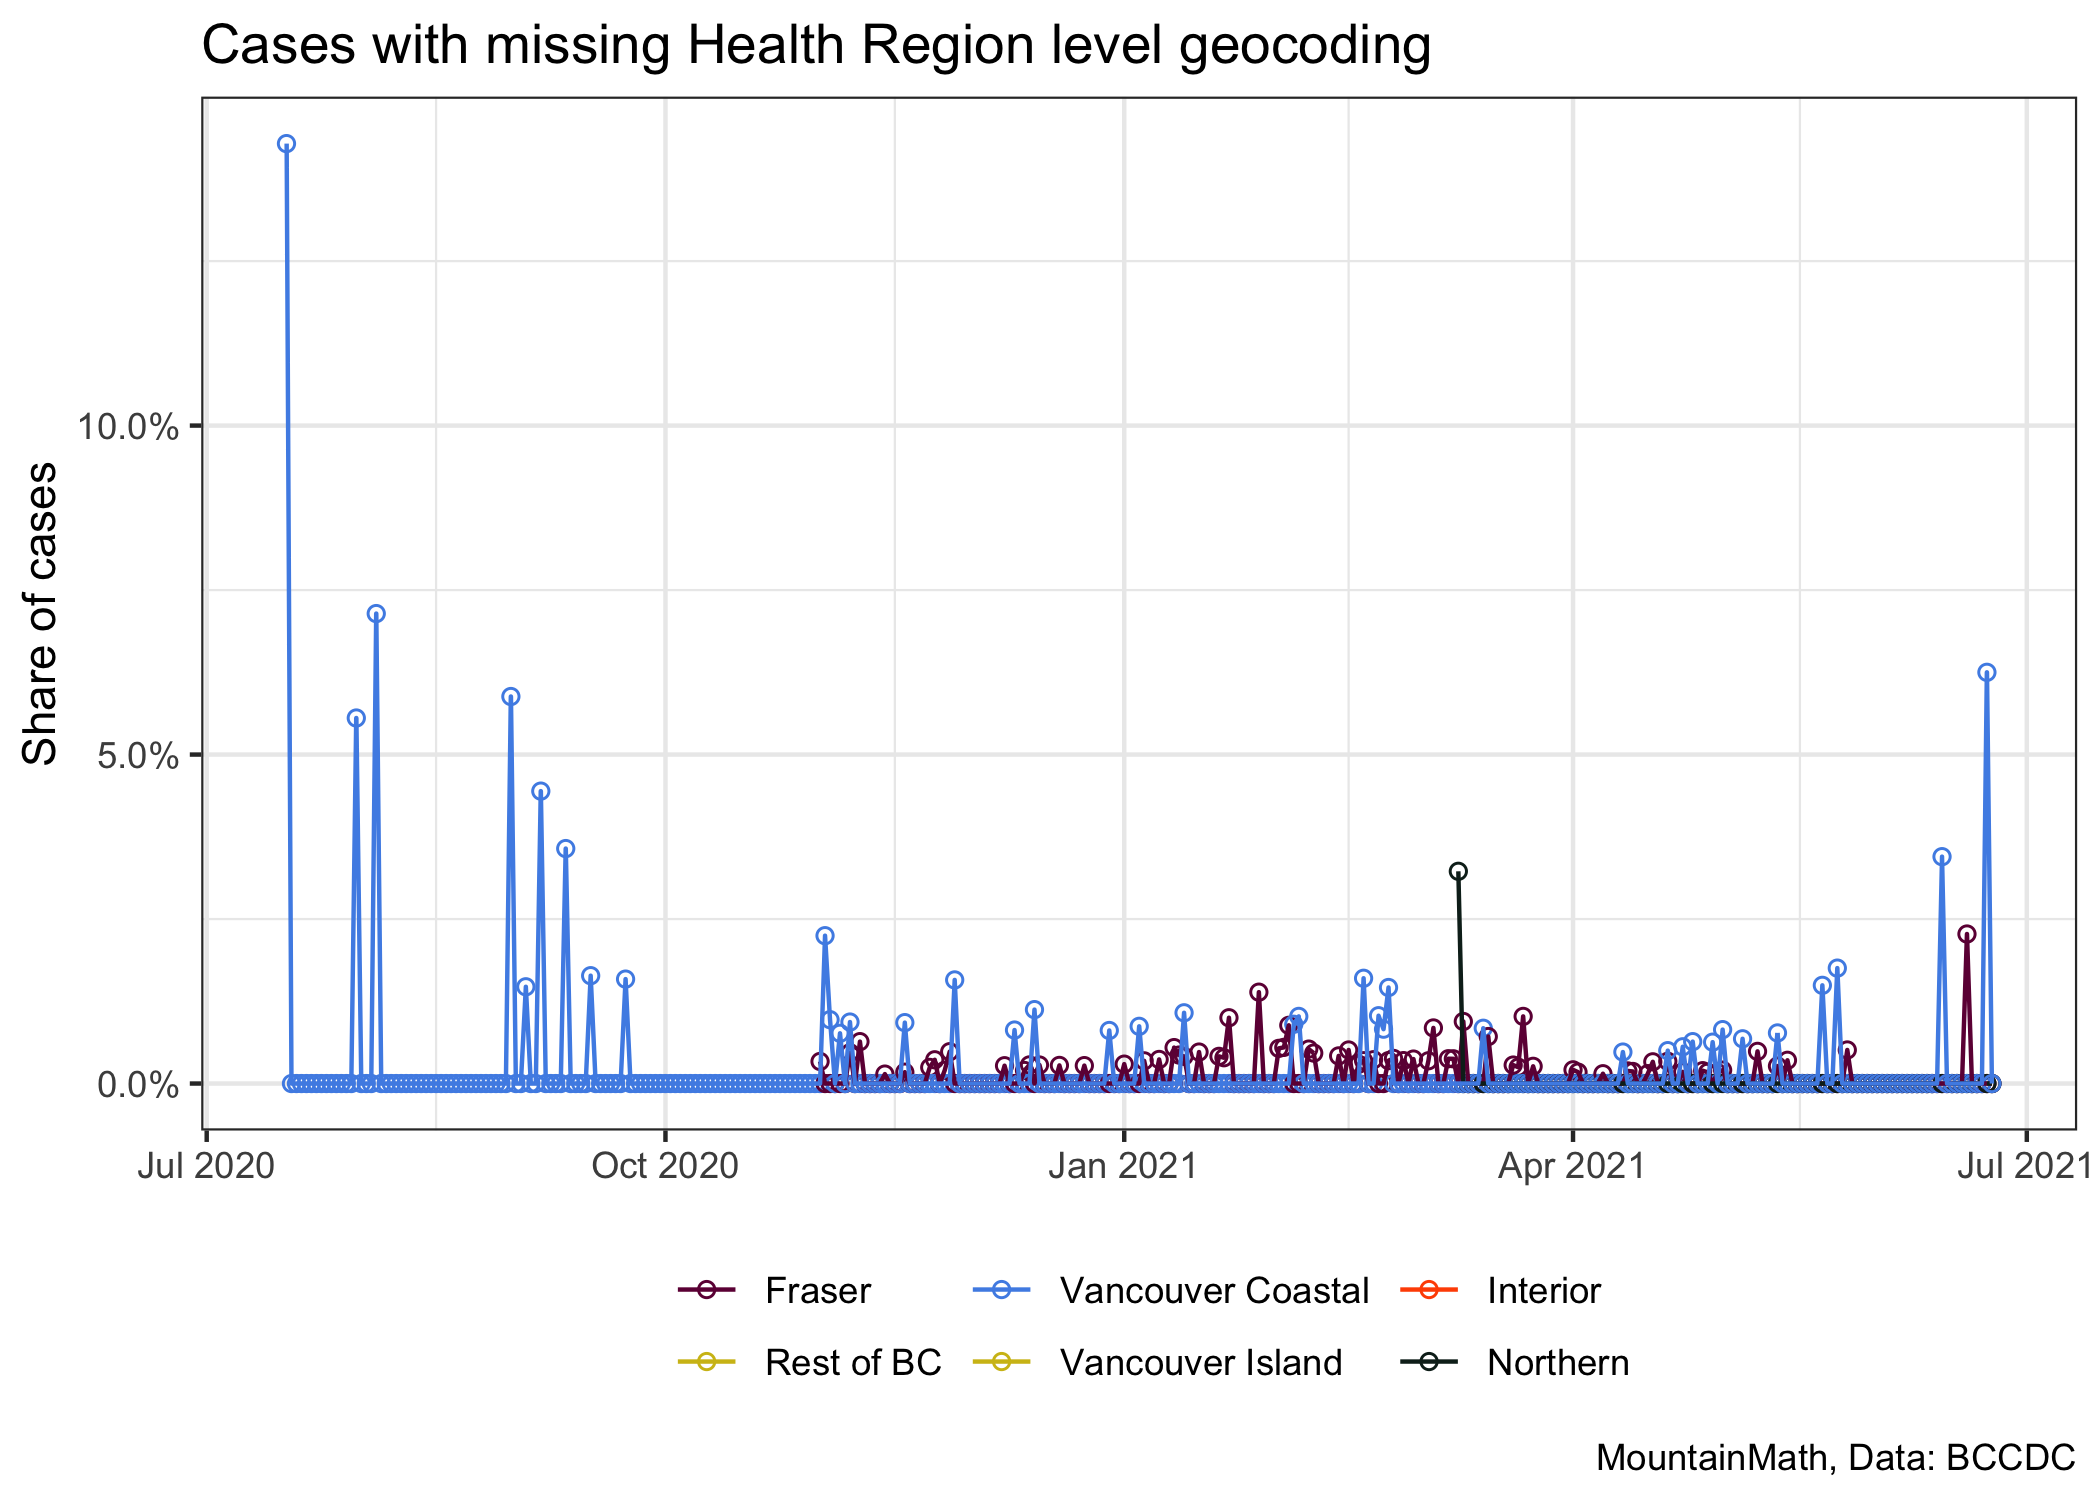 Cases with missing Health Region level geocoding
Share of cases
10.0%
5.0%
0.0%
Jul 2020 Oct 2020 Jan 2021 Apr 2021 Jul 2021
Fraser Vancouver Coastal Interior
Rest of BC Vancouver Island Northern
MountainMath, Data: BCCDC